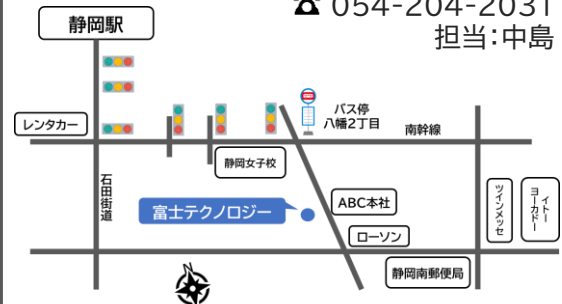 ☎ 054-204-2031
担当:中島
静岡駅
バス停
八幡2丁目
レンタカー
南幹線
静岡女子校
石田街道
ツインメッセ
イトー
ヨーカドー
富士テクノロジー
ABC本社
ローソン
静岡南郵便局